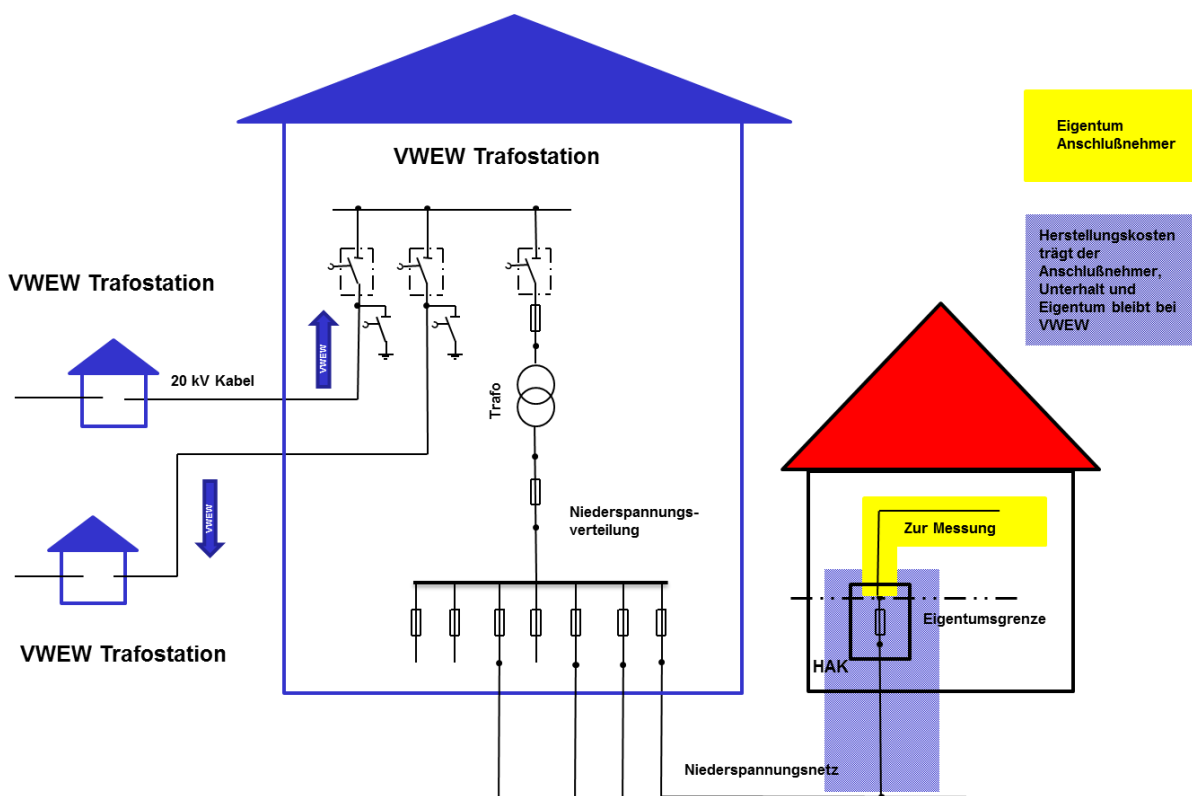 VWEW Trafostation
Eigentum
Anschlußnehmer
Herstellungskosten
trägt der
Anschlußnehmer,
Unterhalt und
Eigentum bleibt bei
VWEW
VWEW Trafostation
VWEW
20 kV Kabel
Trafo
VWEW
Niederspannungs-
verteilung
Zur Messung
Eigentumsgrenze
HAK
VWEW Trafostation
Niederspannungsnetz